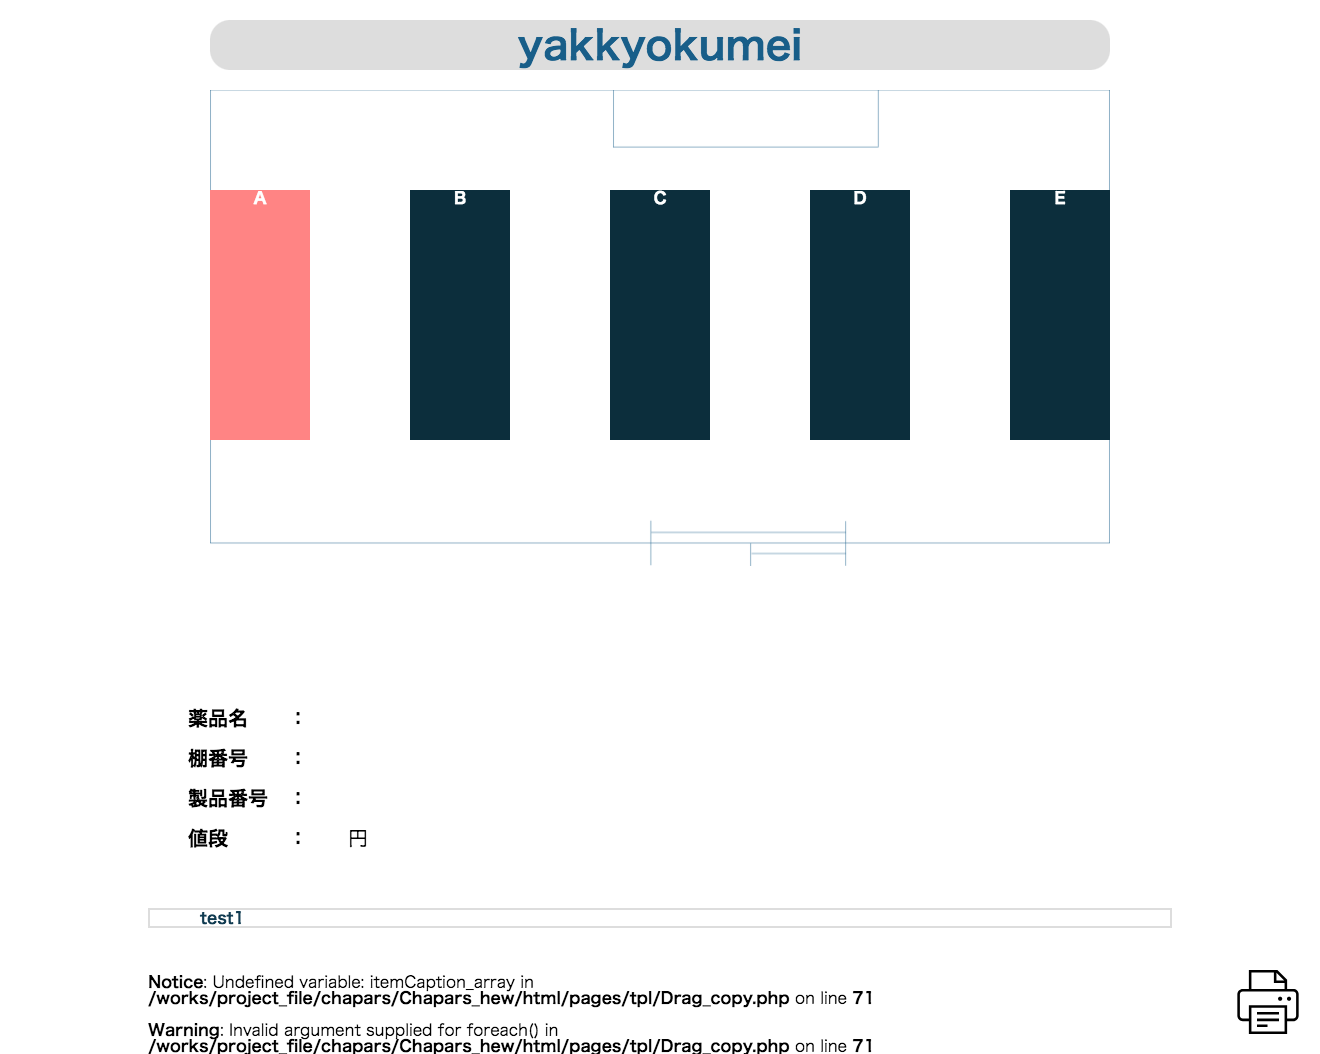 yakkyokumei
A B C D E
薬品名 :
棚番号 :
製品番号 :
値段 : 円
test1
Notice: Undefined variable: itemCaption_array in
/works/project_file/chapars/Chapars_hew/html/pages/tpl/Drag_copy.php on line 71
Warning: Invalid argument supplied for foreach() in
/works/project_file/chapars/Chapars_hew/html/pages/tpl/Drag_copy.php on line 71